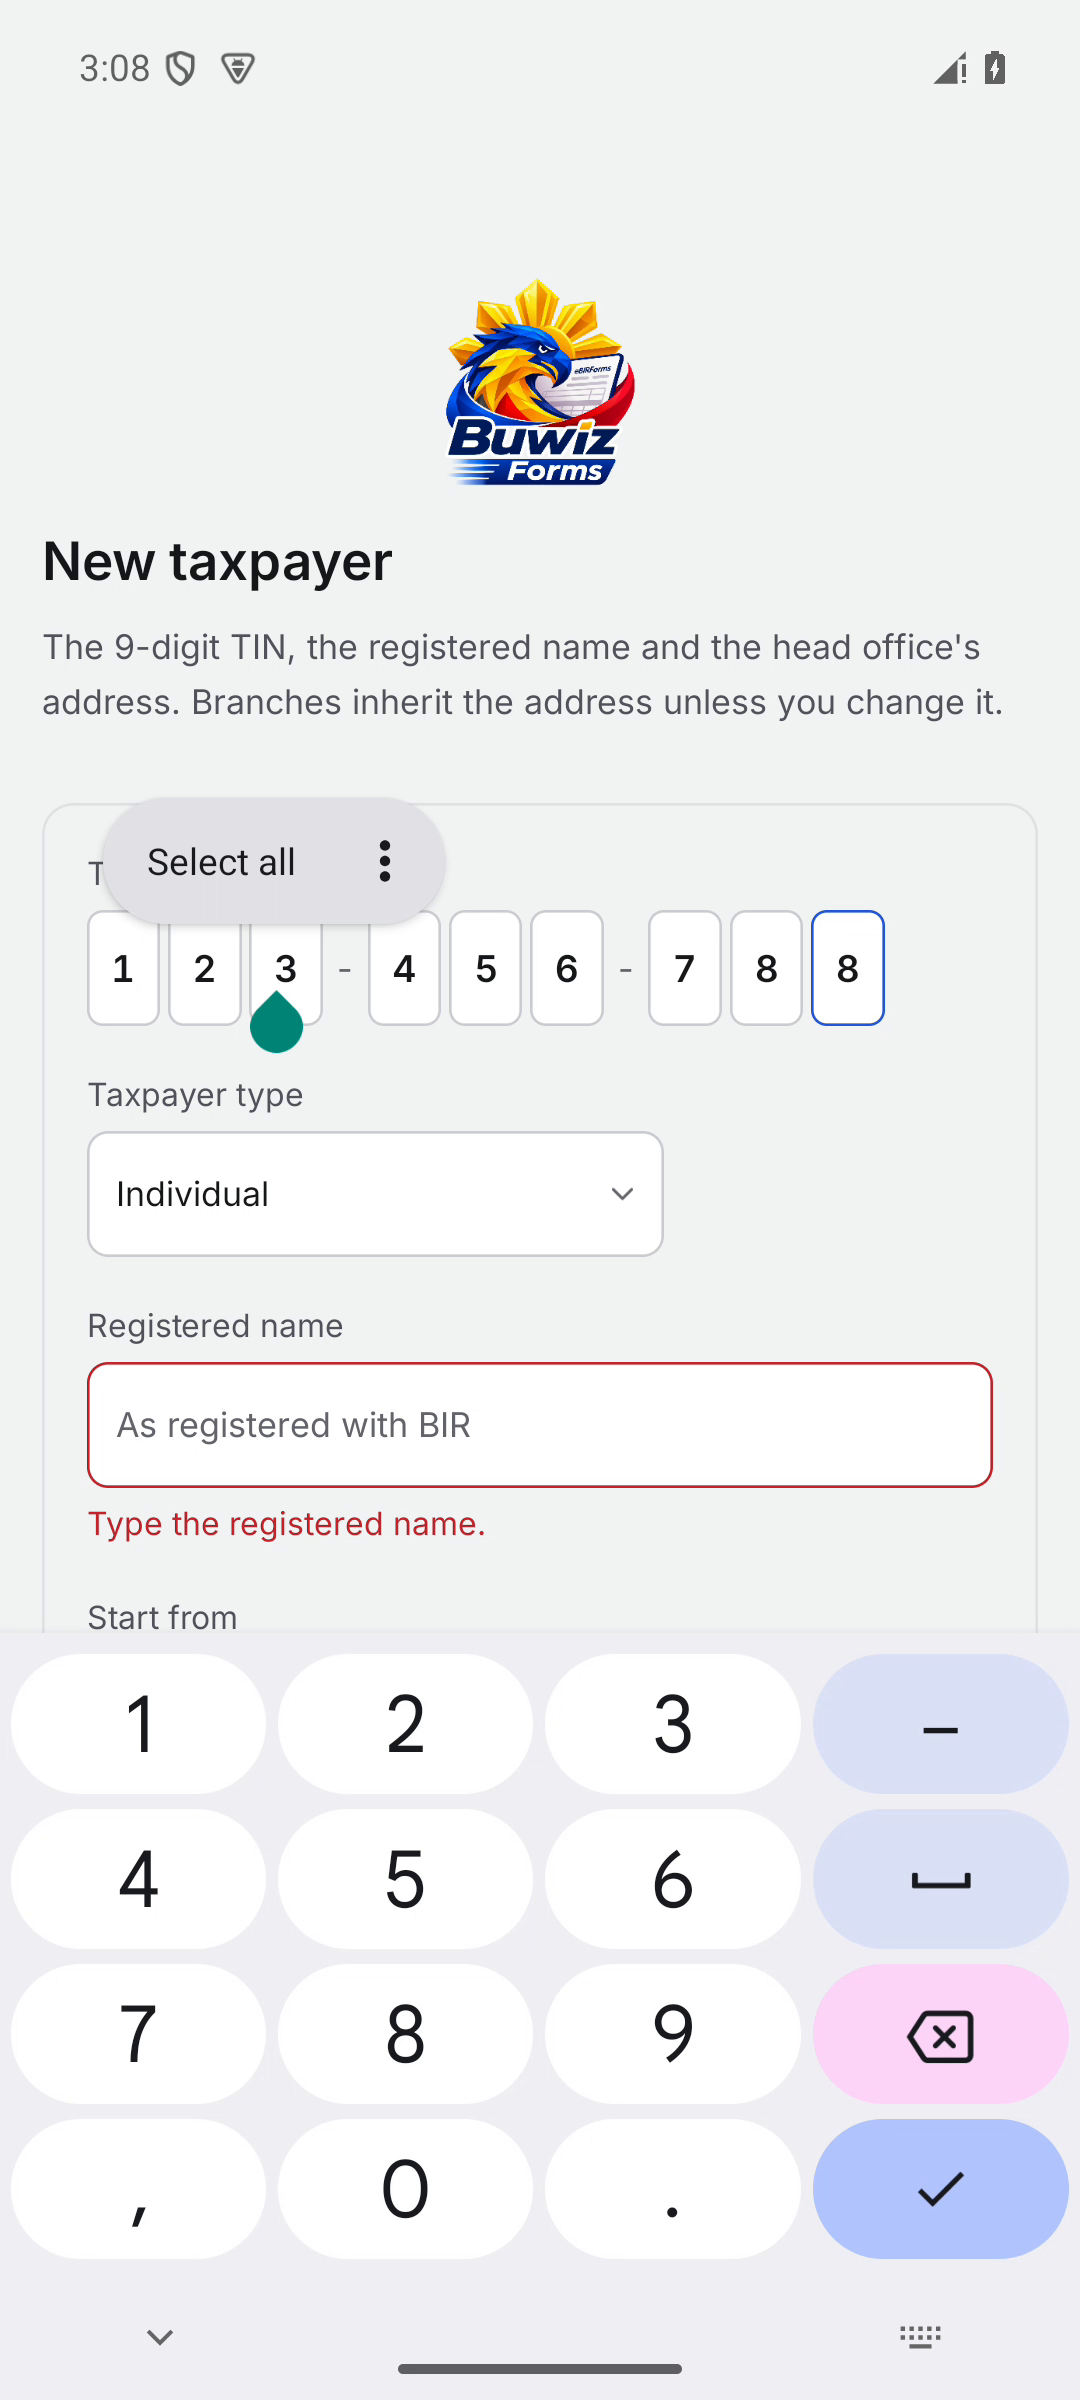 3:08
eBIRForms
Buwiz
Forms
New taxpayer
The 9-digit TIN, the registered name and the head office's
address. Branches inherit the address unless you change it.
Select all
1 2 3 - 4 5 6 - 7 8 8
Taxpayer type
Individual
Registered name
As registered with BIR
Type the registered name.
Start from
1 2 3 –
4 5 6
7 8 9
, 0 .